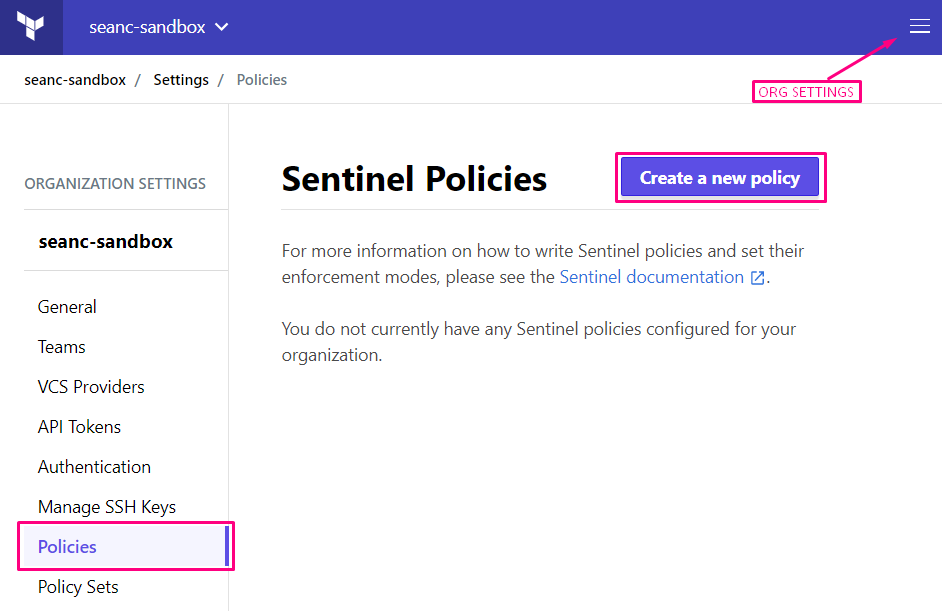 seanc-sandbox
seanc-sandbox / Settings / Policies
ORG SETTINGS
ORGANIZATION SETTINGS
seanc-sandbox
General
Teams
VCS Providers
API Tokens
Authentication
Manage SSH Keys
Policies
Policy Sets
Sentinel Policies
Create a new policy
For more information on how to write Sentinel policies and set their
enforcement modes, please see the Sentinel documentation.
You do not currently have any Sentinel policies configured for your
organization.